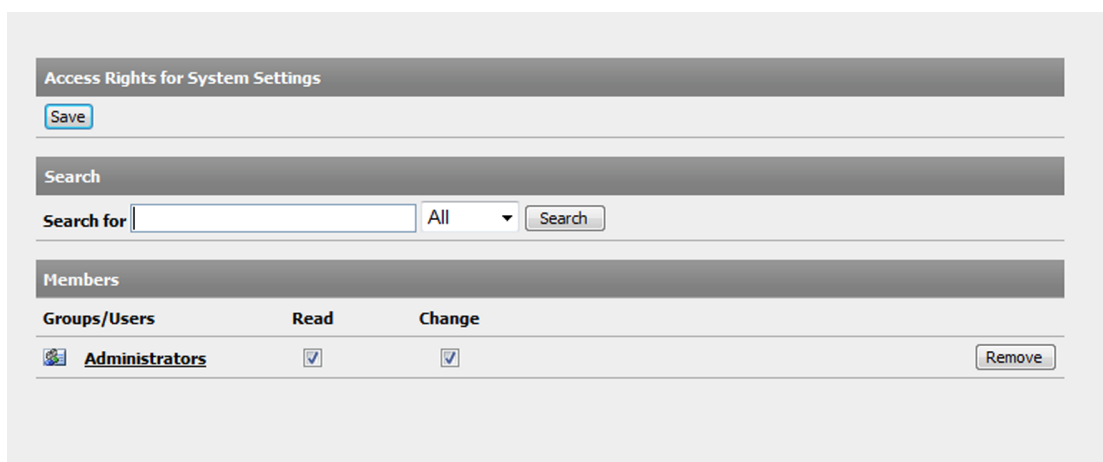 Access Rights for System Settings
Save
Search
Search for All Search
Members
Groups/Users Read Change
Administrators Remove